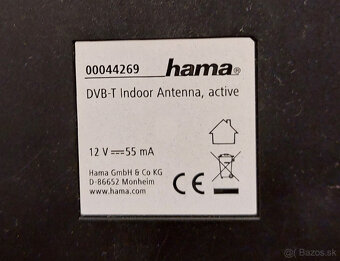 00044269 hama®
DVB-T Indoor Antenna, active
12 V ⎓ 55 mA
Hama GmbH & Co KG
D-86652 Monheim
www.hama.com
CE
Bazos.sk